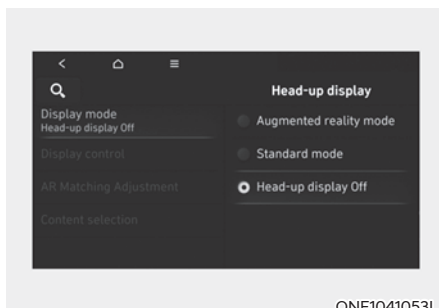 Head-up display
Display mode
Head-up display Off
Display control
AR Matching Adjustment
Content selection
Augmented reality mode
Standard mode
Head-up display Off